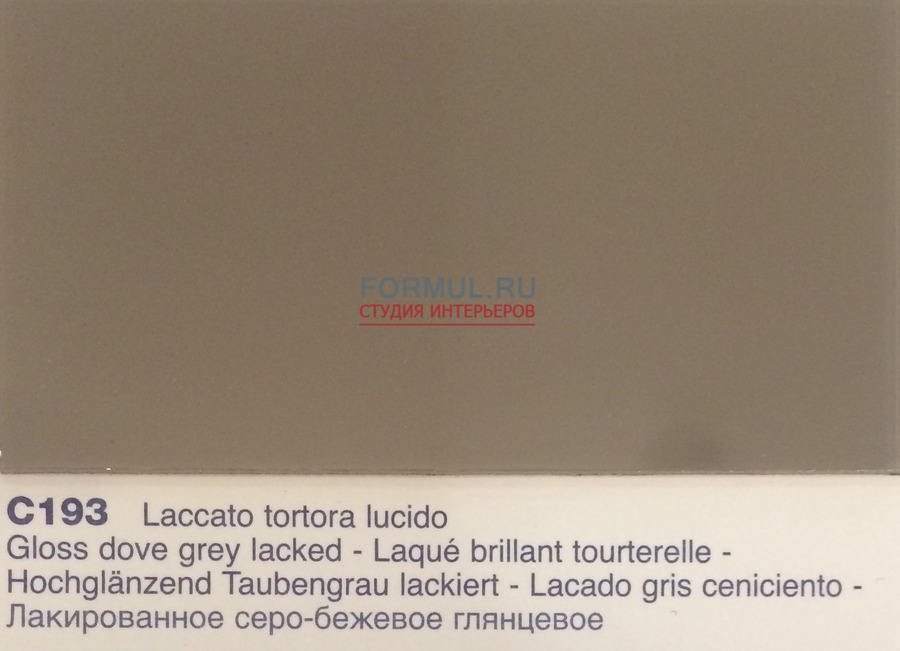 FORMUL.RU
СТУДИЯ ИНТЕРЬЕРОВ
C193 Laccato tortora lucido
Gloss dove grey lacked - Laqué brillant tourterelle -
Hochglänzend Taubengrau lackiert - Lacado gris ceniciento -
Лакированное серо-бежевое глянцевое